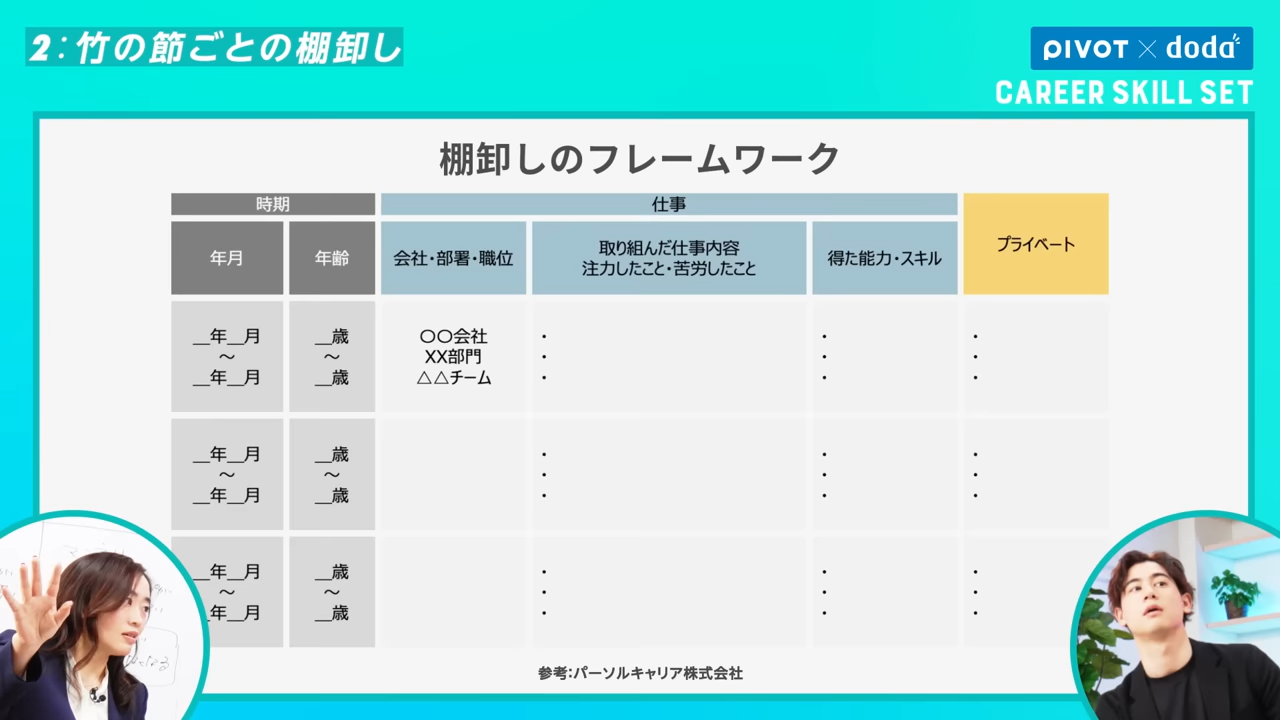 2:竹の節ごとの棚卸し
PIVOT × doda
CAREER SKILL SET
棚卸しのフレームワーク
時期
仕事
プライベート
年月
年齢
会社・部署・職位
取り組んだ仕事内容
注力したこと・苦労したこと
得た能力・スキル
__年__月
～
__年__月
__歳
～
__歳
〇〇会社
XX部門
△△チーム
・
・
・
・
・
・
・
・
・
__年__月
～
__年__月
__歳
～
__歳
・
・
・
・
・
・
・
・
・
__年__月
～
年__月
__歳
～
__歳
・
・
・
・
・
・
・
・
・
参考:パーソルキャリア株式会社